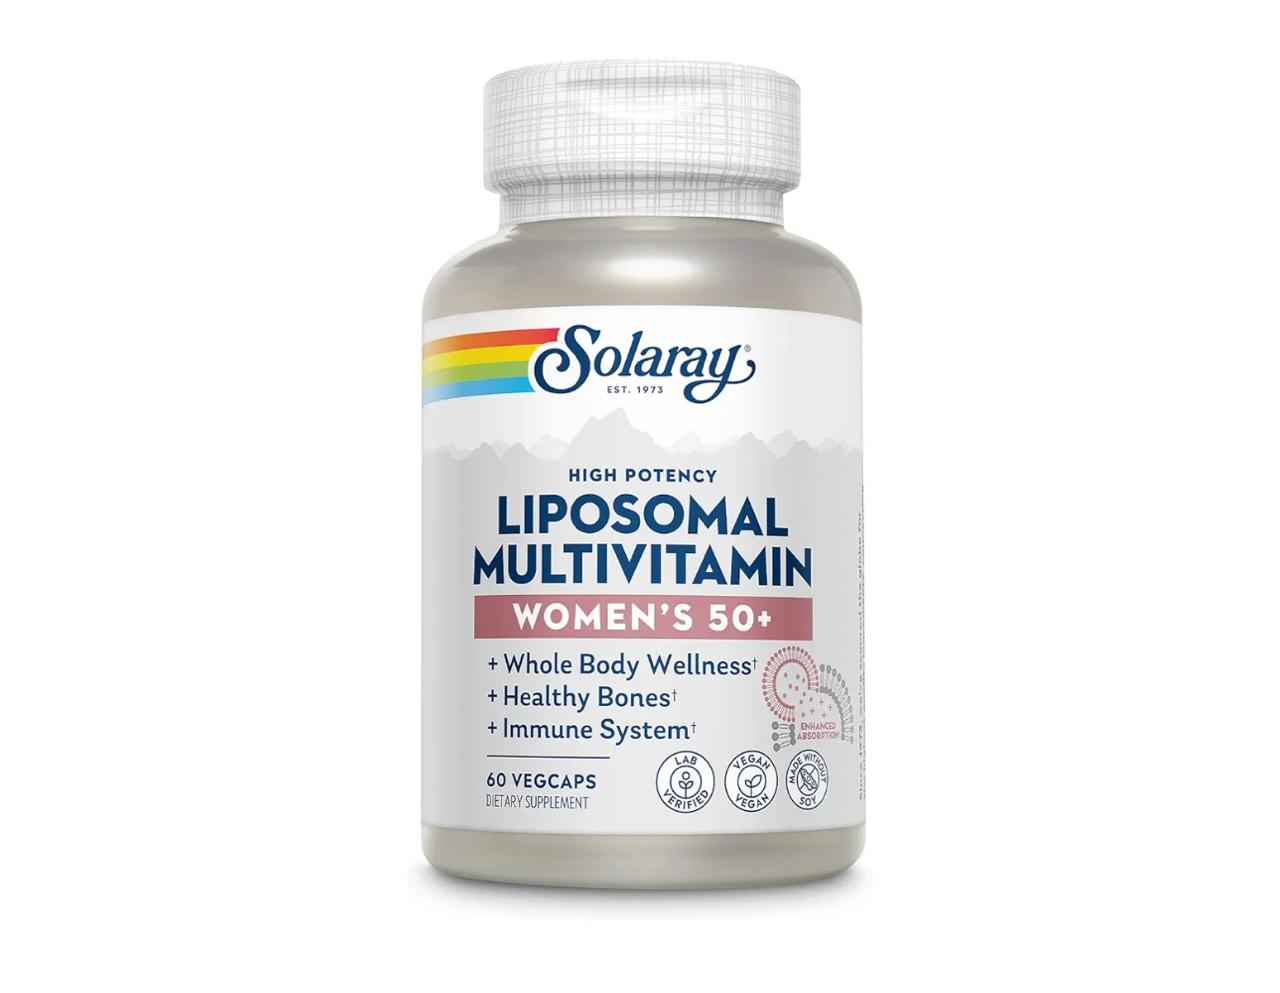 Solaray®
EST. 1973
HIGH POTENCY
LIPOSOMAL
MULTIVITAMIN
WOMEN'S 50+
+ Whole Body Wellness†
+ Healthy Bones†
+ Immune System†
ENHANCED
ABSORPTION
60 VEGCAPS
DIETARY SUPPLEMENT
LAB
VERIFIED
VEGAN
VEGAN
MADE WITHOUT
SOY